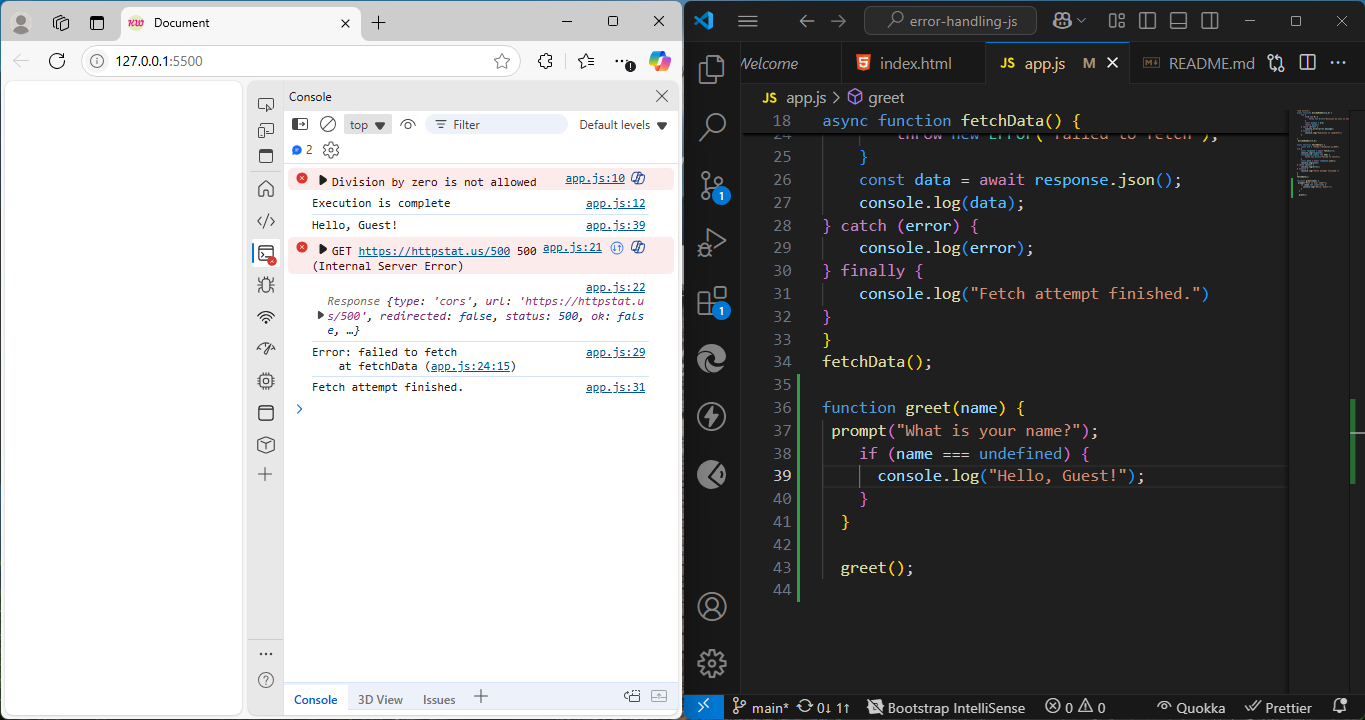 KW Document
127.0.0.1:5500
Console
top
Filter
Default levels
2
Division by zero is not allowed app.js:10
Execution is complete app.js:12
Hello, Guest! app.js:39
GET https://httpstat.us/500 500 app.js:21
(Internal Server Error)
app.js:22
Response {type: 'cors', url: 'https://httpstat.u
s/500', redirected: false, status: 500, ok: fals
e, …}
Error: failed to fetch app.js:29
at fetchData (app.js:24:15)
Fetch attempt finished. app.js:31
Console
3D View
Issues
error-handling-js
Welcome
index.html
JS app.js M
README.md
JS app.js > greet
1
1
18 async function fetchData() {
24 throw new Error("failed to fetch");
25 }
26 const data = await response.json();
27 console.log(data);
28 } catch (error) {
29 console.log(error);
30 } finally {
31 console.log("Fetch attempt finished.")
32 }
33 }
34 fetchData();
35
36 function greet(name) {
37 prompt("What is your name?");
38 if (name === undefined) {
39 console.log("Hello, Guest!");
40 }
41 }
42
43 greet();
44
main* 0↓ 1↑ Bootstrap IntelliSense 0 0 Quokka Prettier